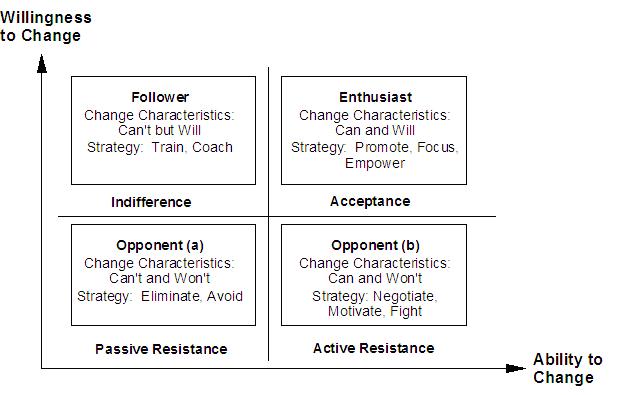 Willingness
to Change
Follower
Change Characteristics:
Can't but Will
Strategy: Train, Coach
Enthusiast
Change Characteristics:
Can and Will
Strategy: Promote, Focus,
Empower
Indifference
Acceptance
Opponent (a)
Change Characteristics:
Can't and Won't
Strategy: Eliminate, Avoid
Opponent (b)
Change Characteristics:
Can and Won't
Strategy: Negotiate,
Motivate, Fight
Passive Resistance
Active Resistance
Ability to
Change